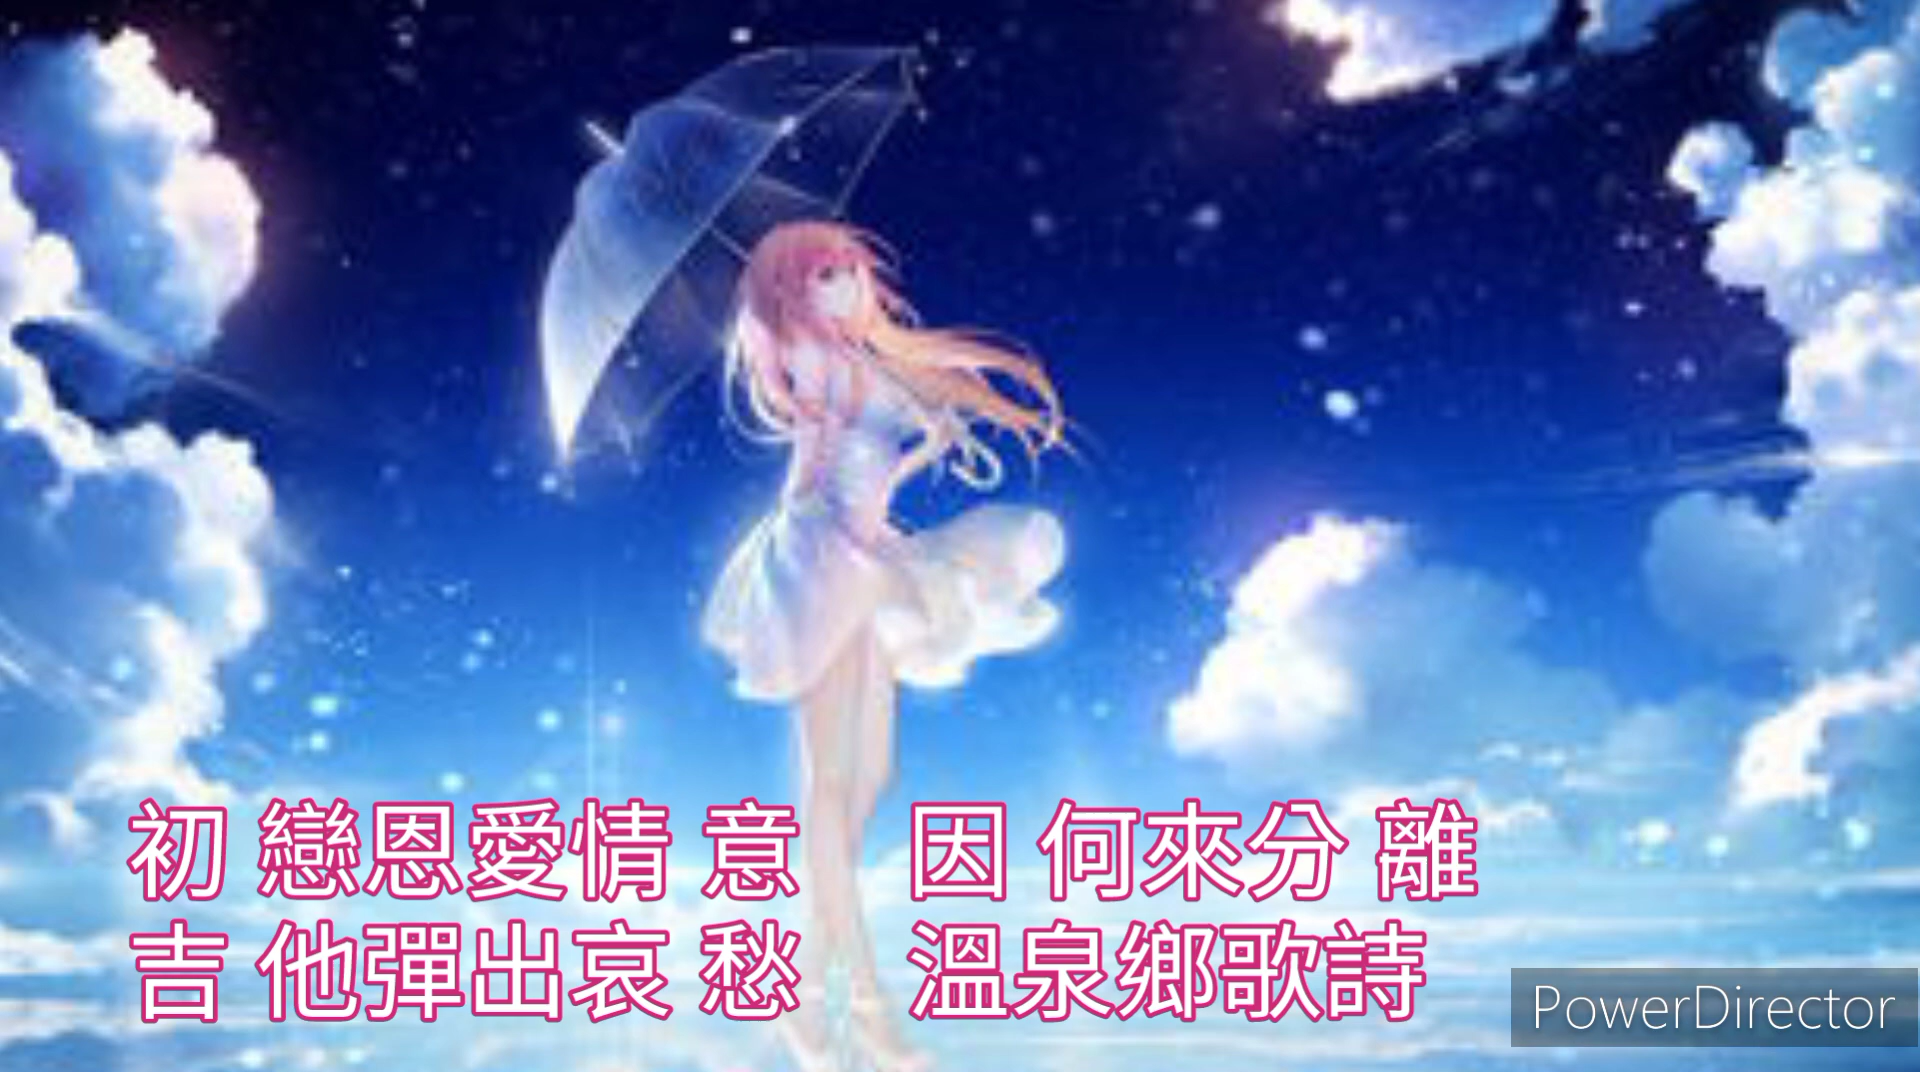 初 戀恩愛情 意 因 何來分 離
吉 他彈出哀 愁 溫泉鄉歌詩
PowerDirector